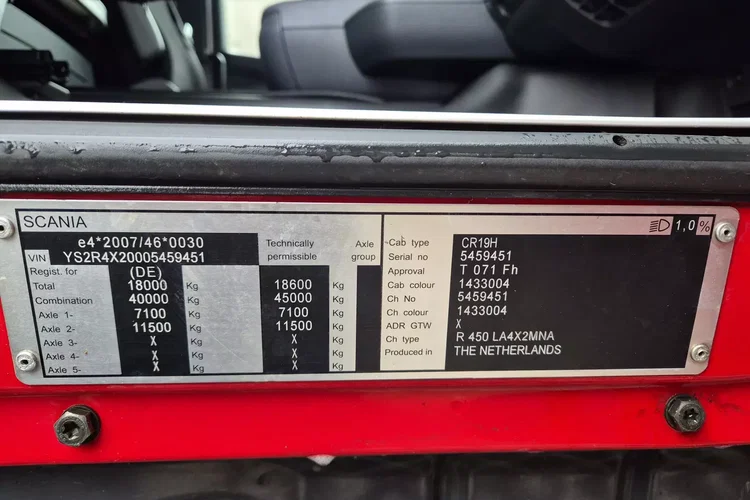 SCANIA
1,0%
e4*2007/46*0030
VIN YS2R4X20005459451
Technically permissible
Axle group
Regist. for (DE)
Total 18000 Kg 18600 Kg
Combination 40000 Kg 45000 Kg
Axle 1- 7100 Kg 7100 Kg
Axle 2- 11500 Kg 11500 Kg
Axle 3- X Kg X Kg
Axle 4- X Kg X Kg
Axle 5- X Kg X Kg
Cab type CR19H
Serial no 5459451
Approval T 071 Fh
Cab colour 1433004
Ch No 5459451
Ch colour 1433004
ADR GTW X
Ch type R 450 LA4X2MNA
Produced in THE NETHERLANDS